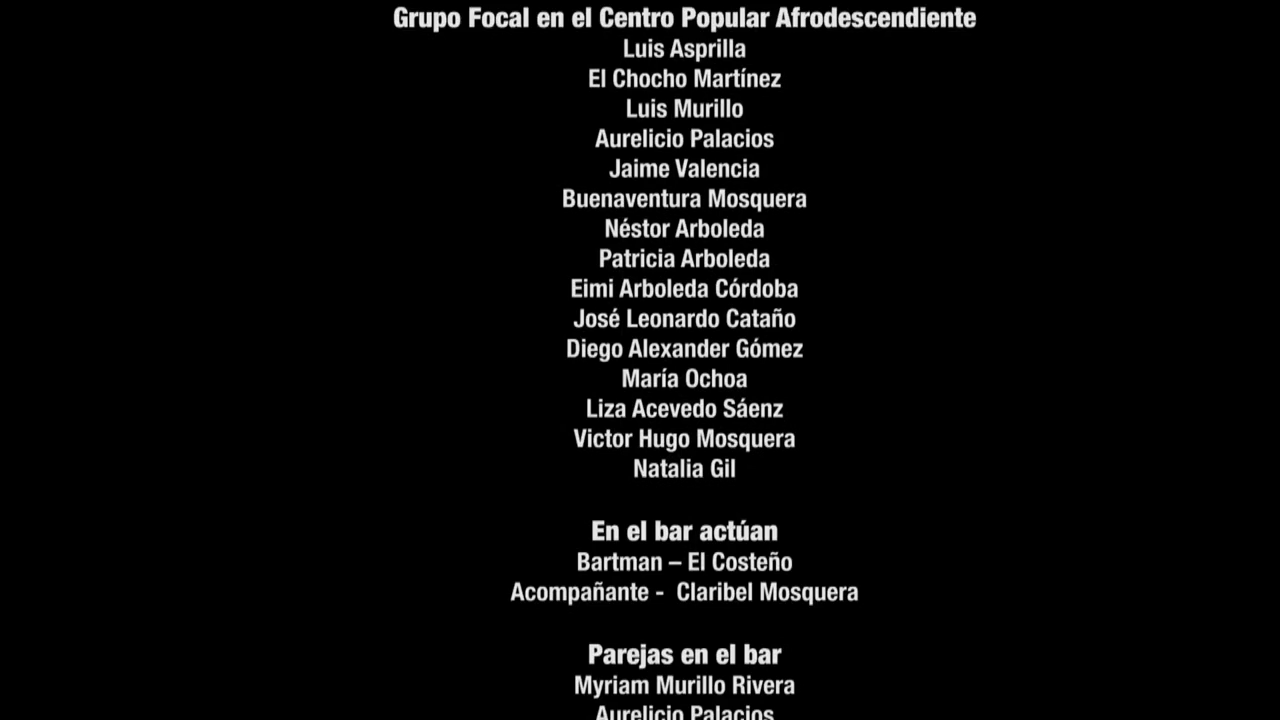 Grupo Focal en el Centro Popular Afrodescendiente
Luis Asprilla
El Chocho Martínez
Luis Murillo
Aurelicio Palacios
Jaime Valencia
Buenaventura Mosquera
Néstor Arboleda
Patricia Arboleda
Eimi Arboleda Córdoba
José Leonardo Cataño
Diego Alexander Gómez
María Ochoa
Liza Acevedo Sáenz
Victor Hugo Mosquera
Natalia Gil
En el bar actúan
Bartman – El Costeño
Acompañante -  Claribel Mosquera
Parejas en el bar
Myriam Murillo Rivera
Aurelicio Palacios